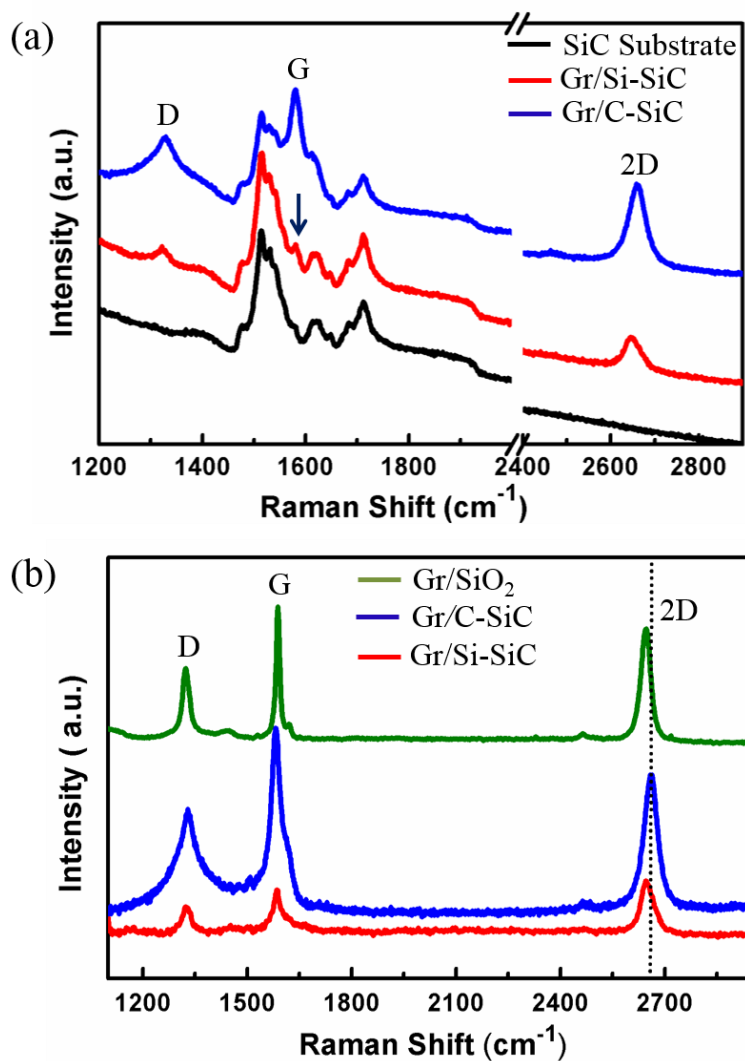 (a)
SiC Substrate
Gr/Si-SiC
Gr/C-SiC
D
G
2D
Intensity (a.u.)
1200 1400 1600 1800 2400 2600 2800
Raman Shift (cm⁻¹)
(b)
Gr/SiO₂
Gr/C-SiC
Gr/Si-SiC
D
G
2D
Intensity ( a.u.)
1200 1500 1800 2100 2400 2700
Raman Shift (cm⁻¹)